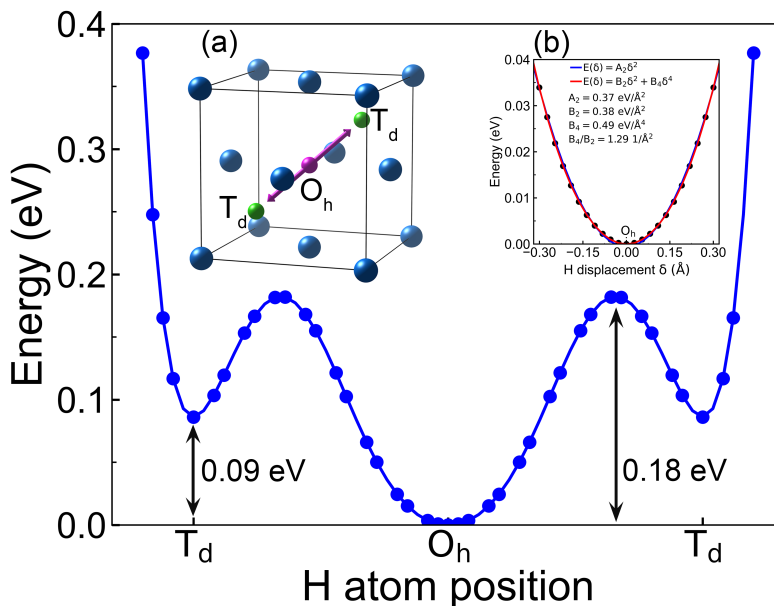 0.4
(a)
(b)
T_d
O_h
T_d
0.04
0.03
0.02
0.01
0.00
Energy (eV)
E(δ) = A₂δ²
E(δ) = B₂δ² + B₄δ⁴
A₂ = 0.37 eV/Å²
B₂ = 0.38 eV/Å²
B₄ = 0.49 eV/Å⁴
B₄/B₂ = 1.29 1/Å²
O_h
−0.30 −0.15 0.00 0.15 0.30
H displacement δ (Å)
0.3
0.2
0.1
0.0
Energy (eV)
0.09 eV
0.18 eV
T_d O_h T_d
H atom position